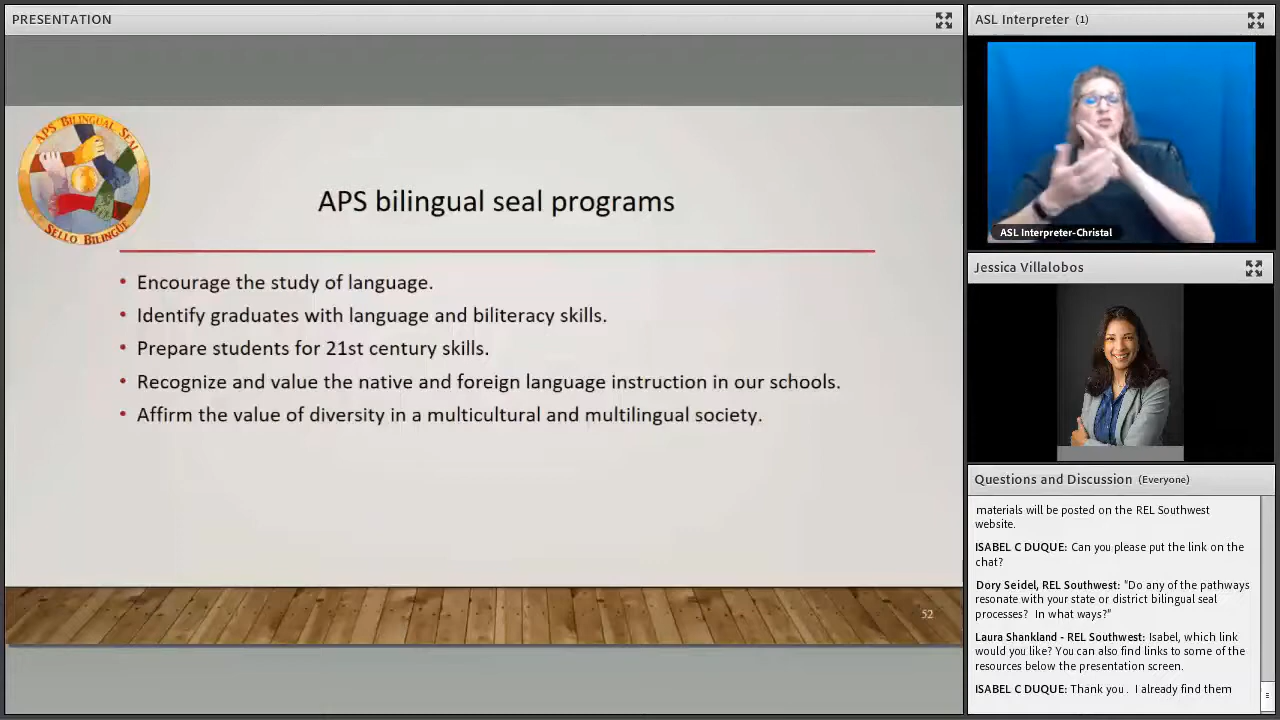 PRESENTATION
APS BILINGUAL SEAL
SELLO BILINGUE
APS bilingual seal programs
• Encourage the study of language.
• Identify graduates with language and biliteracy skills.
• Prepare students for 21st century skills.
• Recognize and value the native and foreign language instruction in our schools.
• Affirm the value of diversity in a multicultural and multilingual society.
52
ASL Interpreter (1)
ASL Interpreter-Christal
Jessica Villalobos
Questions and Discussion (Everyone)
materials will be posted on the REL Southwest
website.
ISABEL C DUQUE: Can you please put the link on the
chat?
Dory Seidel, REL Southwest: "Do any of the pathways
resonate with your state or district bilingual seal
processes? In what ways?"
Laura Shankland - REL Southwest: Isabel, which link
would you like? You can also find links to some of the
resources below the presentation screen.
ISABEL C DUQUE: Thank you . I already find them